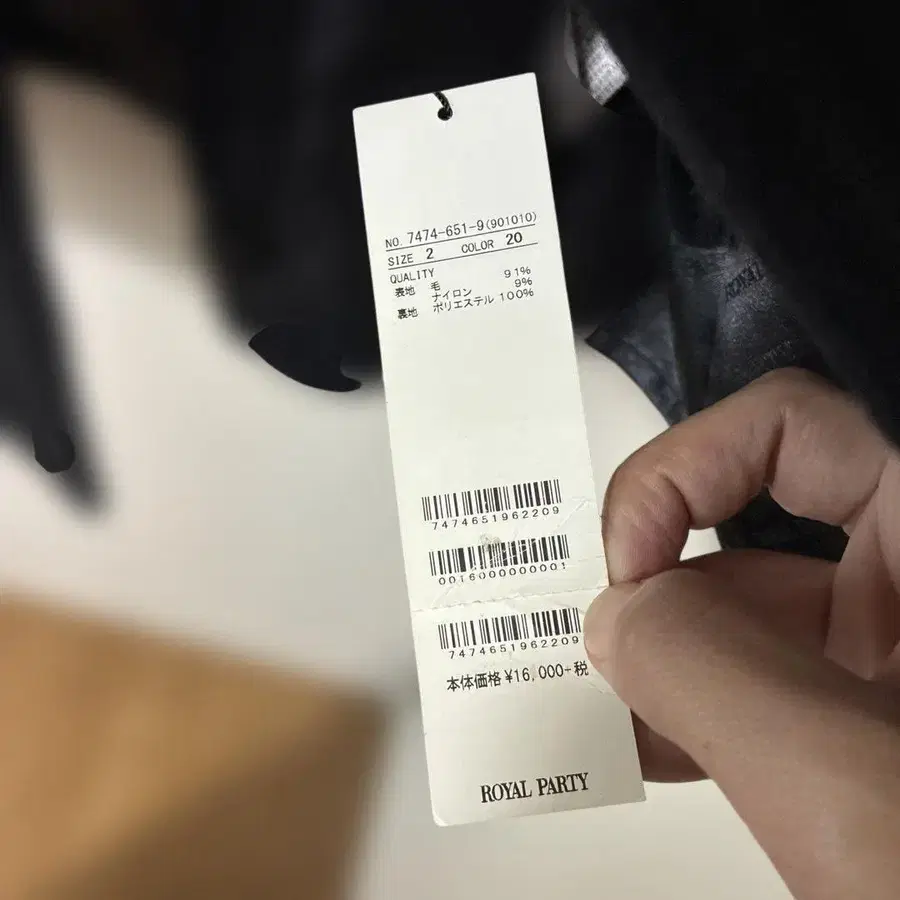 NO. 7474-651-9(901010)
SIZE 2 COLOR 20
QUALITY
表地 毛 91%
ナイロン 9%
裏地 ポリエステル 100%
7474651962209
0016000000001
7474651962209
本体価格 ¥16,000+税
ROYAL PARTY
ROYAL